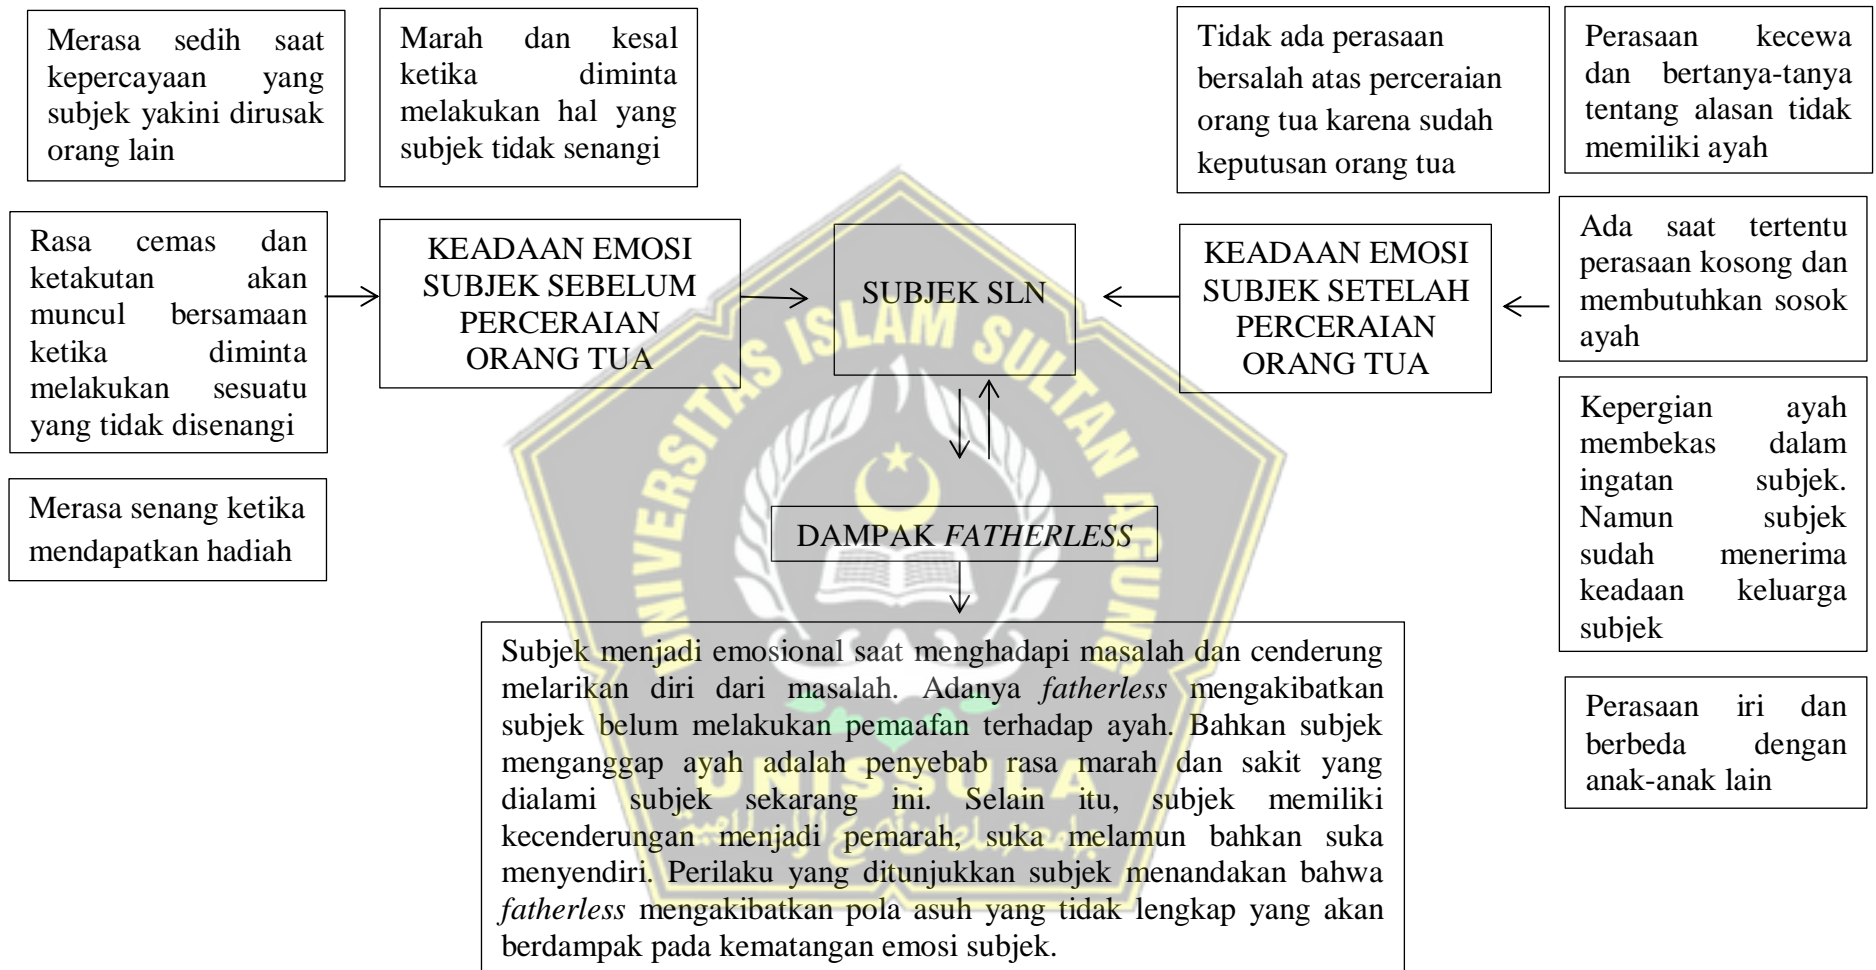 Merasa sedih saat
kepercayaan yang
subjek yakini dirusak
orang lain
Marah dan kesal
ketika diminta
melakukan hal yang
subjek tidak senangi
Tidak ada perasaan
bersalah atas perceraian
orang tua karena sudah
keputusan orang tua
Perasaan kecewa
dan bertanya-tanya
tentang alasan tidak
memiliki ayah
Rasa cemas dan
ketakutan akan
muncul bersamaan
ketika diminta
melakukan sesuatu
yang tidak disenangi
KEADAAN EMOSI
SUBJEK SEBELUM
PERCERAIAN
ORANG TUA
SUBJEK SLN
KEADAAN EMOSI
SUBJEK SETELAH
PERCERAIAN
ORANG TUA
Ada saat tertentu
perasaan kosong dan
membutuhkan sosok
ayah
Merasa senang ketika
mendapatkan hadiah
Kepergian ayah
membekas dalam
ingatan subjek.
Namun subjek
sudah menerima
keadaan keluarga
subjek
DAMPAK FATHERLESS
Subjek menjadi emosional saat menghadapi masalah dan cenderung
melarikan diri dari masalah. Adanya fatherless mengakibatkan
subjek belum melakukan pemaafan terhadap ayah. Bahkan subjek
menganggap ayah adalah penyebab rasa marah dan sakit yang
dialami subjek sekarang ini. Selain itu, subjek memiliki
kecenderungan menjadi pemarah, suka melamun bahkan suka
menyendiri. Perilaku yang ditunjukkan subjek menandakan bahwa
fatherless mengakibatkan pola asuh yang tidak lengkap yang akan
berdampak pada kematangan emosi subjek.
Perasaan iri dan
berbeda dengan
anak-anak lain
UNIVERSITAS ISLAM SULTAN AGUNG
UNISSULA